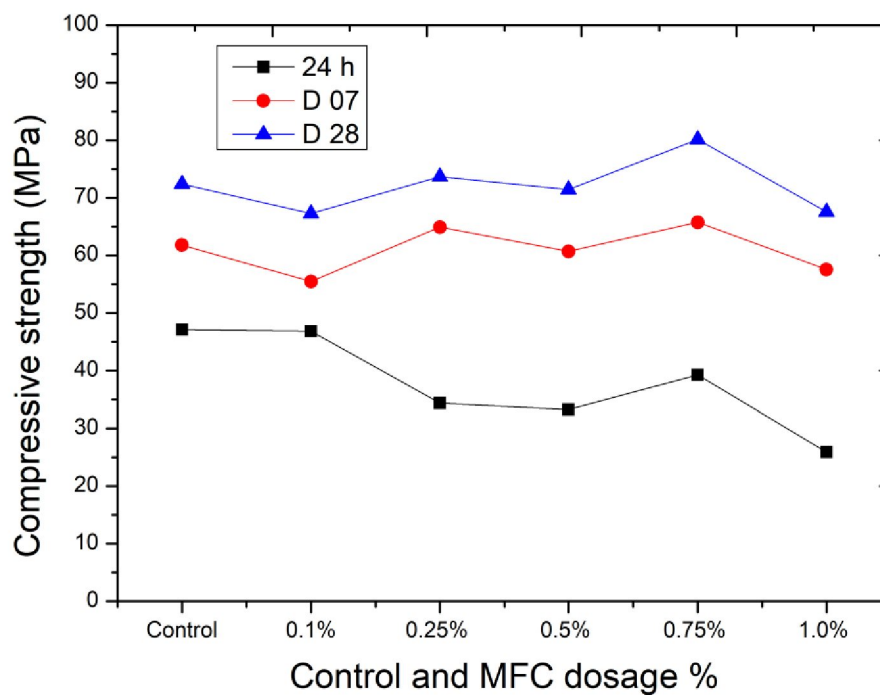 Compressive strength (MPa)
100
90
80
70
60
50
40
30
20
10
0
24 h
D 07
D 28
Control 0.1% 0.25% 0.5% 0.75% 1.0%
Control and MFC dosage %